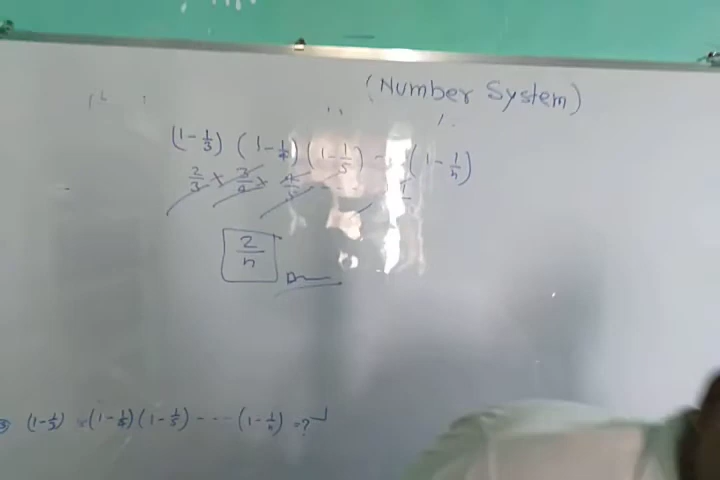 (Number System)
(1-1/3) (1-1/4) (1-1/5) --- (1-1/n)
2/3 × 3/4 × 4/5
2/n
(1-1/3) (1-1/4) (1-1/5) ---- (1-1/n) = ?